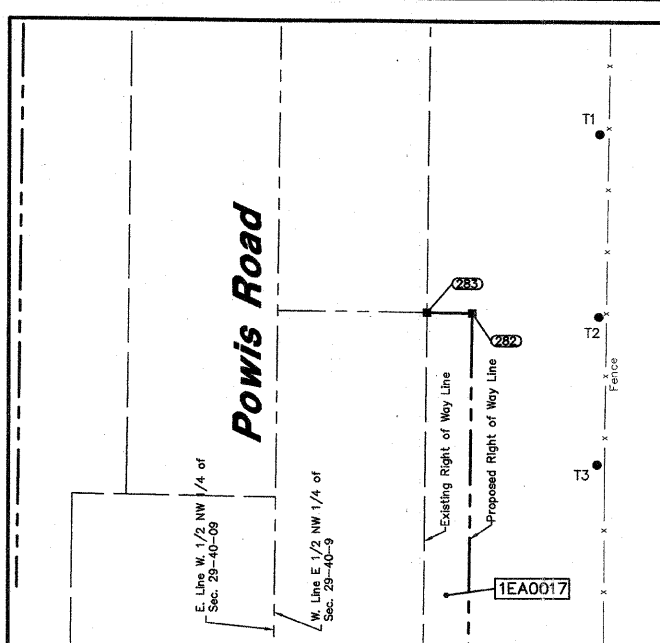 T1
Powis Road
283
282
T2
Fence
Existing Right of Way Line
Proposed Right of Way Line
T3
E. Line W. 1/2 NW 1/4 of
Sec. 29-40-09
W. Line E 1/2 NW 1/4 of
Sec. 29-40-9
1EA0017